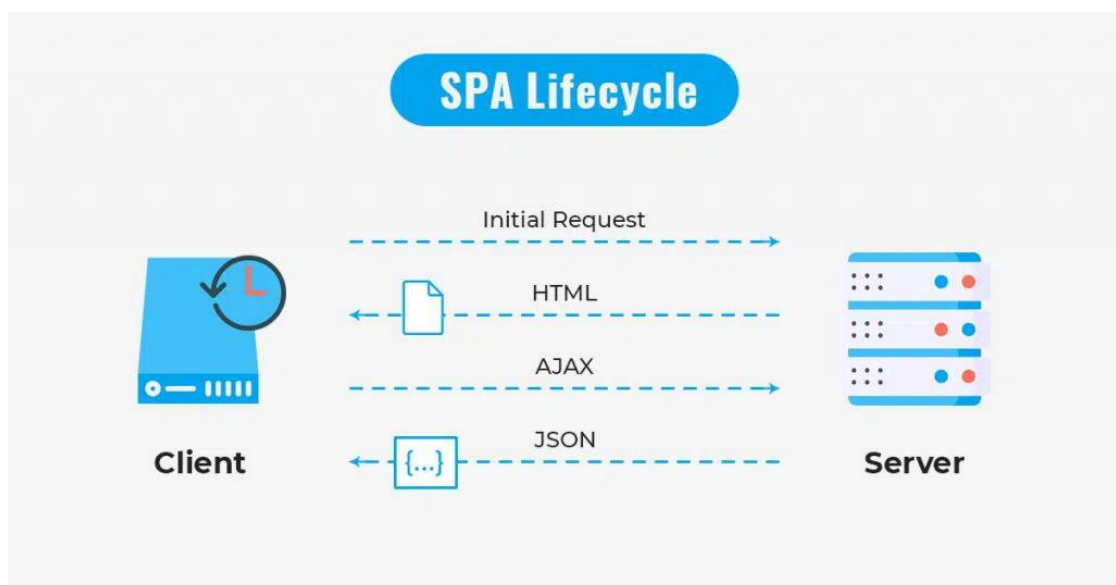 SPA Lifecycle
Initial Request
HTML
AJAX
JSON
{...}
Client
Server